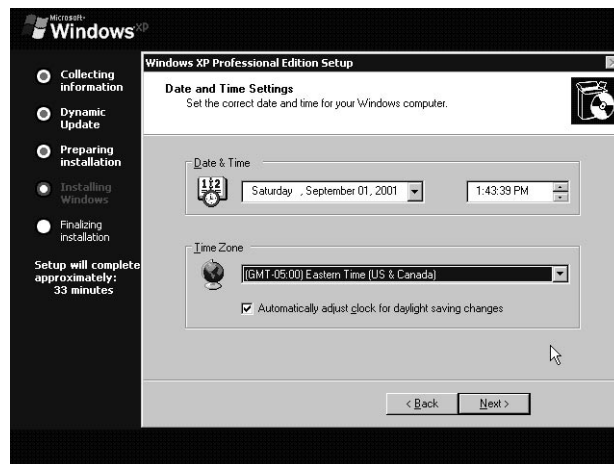 Microsoft®
Windows xp
Collecting
information
Dynamic
Update
Preparing
installation
Installing
Windows
Finalizing
installation
Setup will complete
approximately:
33 minutes
Windows XP Professional Edition Setup
Date and Time Settings
Set the correct date and time for your Windows computer.
Date & Time
Saturday , September 01, 2001
1:43:39 PM
Time Zone
(GMT-05:00) Eastern Time (US & Canada)
Automatically adjust clock for daylight saving changes
< Back
Next >